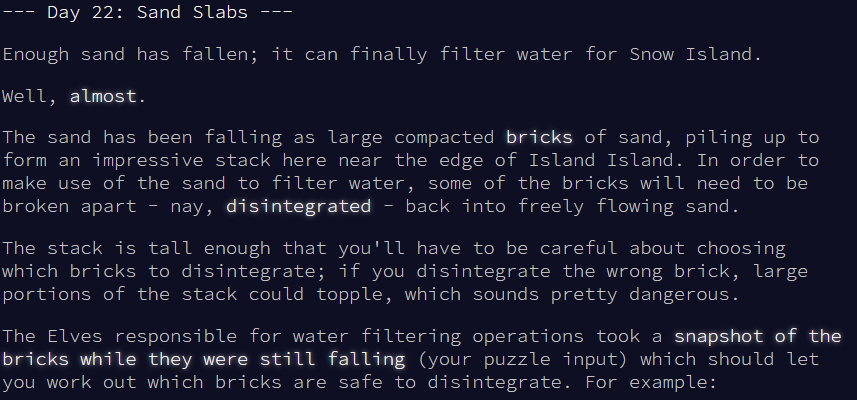 --- Day 22: Sand Slabs ---
Enough sand has fallen; it can finally filter water for Snow Island.
Well, almost.
The sand has been falling as large compacted bricks of sand, piling up to
form an impressive stack here near the edge of Island Island. In order to
make use of the sand to filter water, some of the bricks will need to be
broken apart - nay, disintegrated - back into freely flowing sand.
The stack is tall enough that you'll have to be careful about choosing
which bricks to disintegrate; if you disintegrate the wrong brick, large
portions of the stack could topple, which sounds pretty dangerous.
The Elves responsible for water filtering operations took a snapshot of the
bricks while they were still falling (your puzzle input) which should let
you work out which bricks are safe to disintegrate. For example: